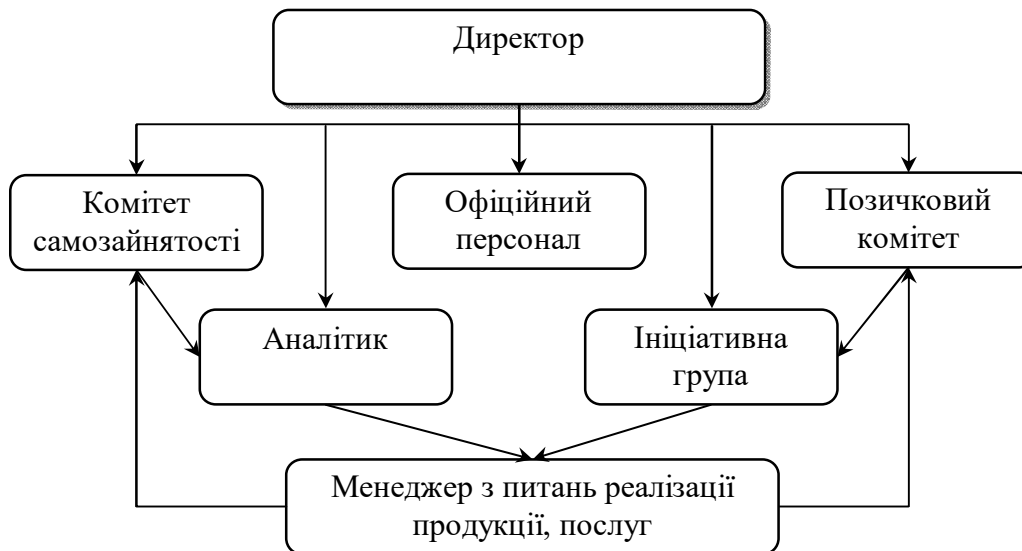 Директор
Комітет
самозайнятості
Офіційний
персонал
Позичковий
комітет
Аналітик
Ініціативна
група
Менеджер з питань реалізації
продукції, послуг